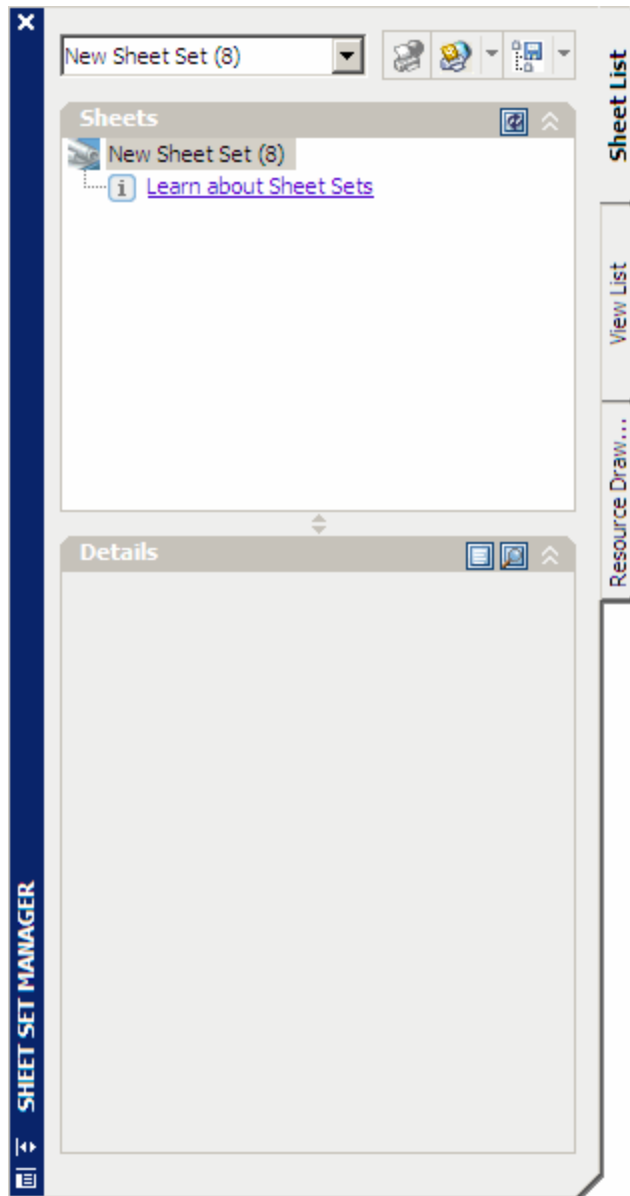 New Sheet Set (8)
Sheets
New Sheet Set (8)
i
Learn about Sheet Sets
Details
Sheet List
View List
Resource Draw...
SHEET SET MANAGER